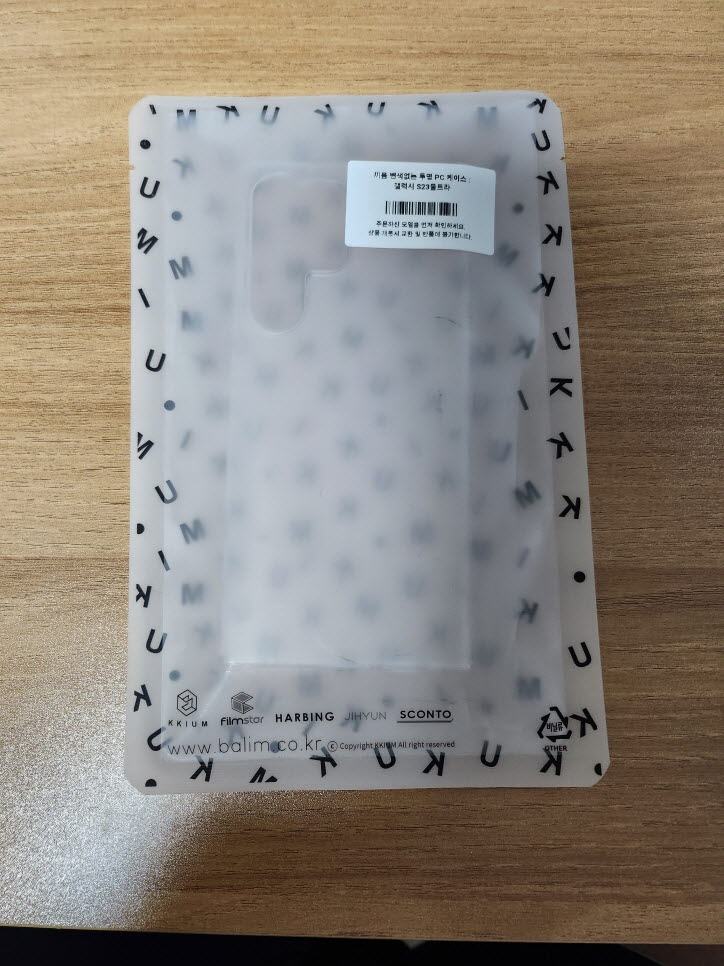 끼움 변색없는 투명 PC 케이스 :
갤럭시 S23울트라
주문하신 모델을 먼저 확인하세요.
상품 개봉시 교환 및 반품이 불가합니다.
KKIUM
filmstar
HARBING
JIHYUN
SCONTO
비닐류
OTHER
www.balim.co.kr
© Copyright KKIUM All right reserved